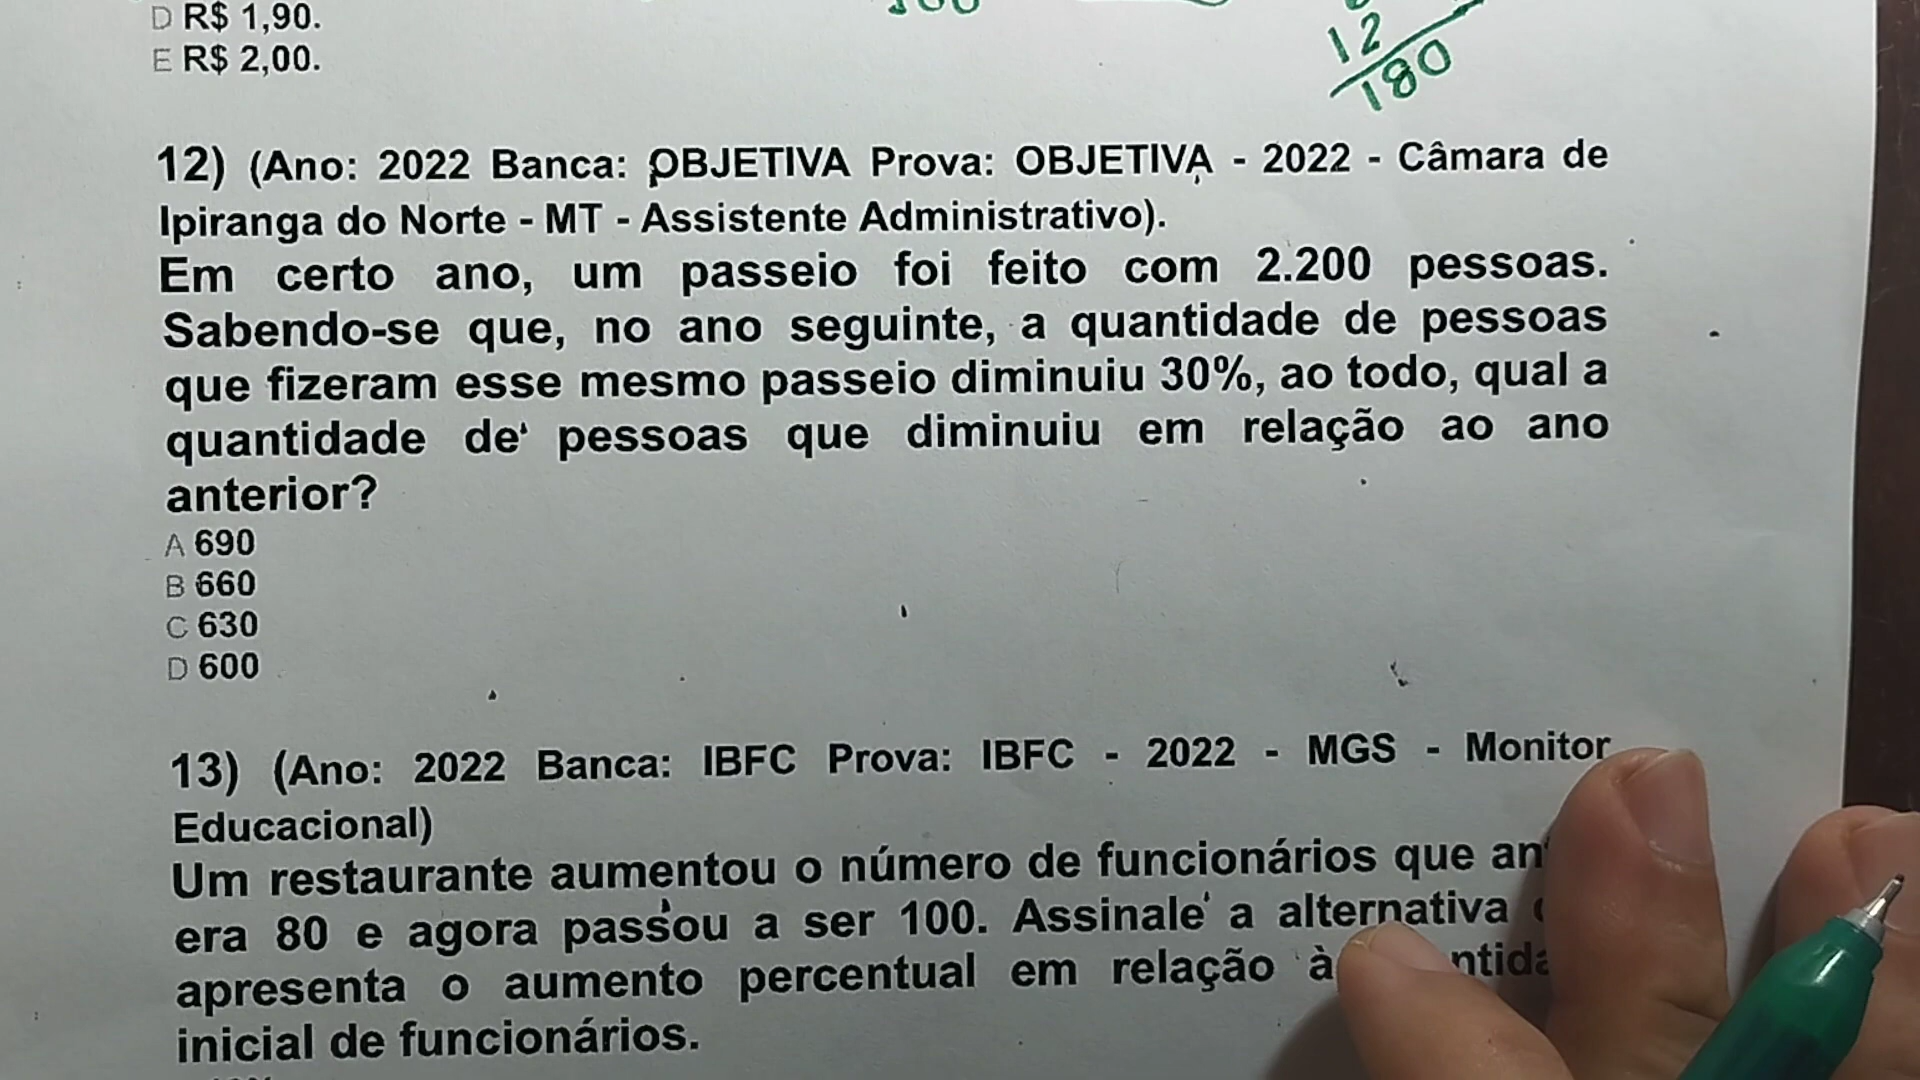 D R$ 1,90.
E R$ 2,00.
12
180
12) (Ano: 2022 Banca: OBJETIVA Prova: OBJETIVA - 2022 - Câmara de
Ipiranga do Norte - MT - Assistente Administrativo).
Em certo ano, um passeio foi feito com 2.200 pessoas.
Sabendo-se que, no ano seguinte, a quantidade de pessoas
que fizeram esse mesmo passeio diminuiu 30%, ao todo, qual a
quantidade de pessoas que diminuiu em relação ao ano
anterior?
A 690
B 660
C 630
D 600
13) (Ano: 2022 Banca: IBFC Prova: IBFC - 2022 - MGS - Monitor
Educacional)
Um restaurante aumentou o número de funcionários que
era 80 e agora passou a ser 100. Assinale a alternativa
apresenta o aumento percentual em relação à
inicial de funcionários.